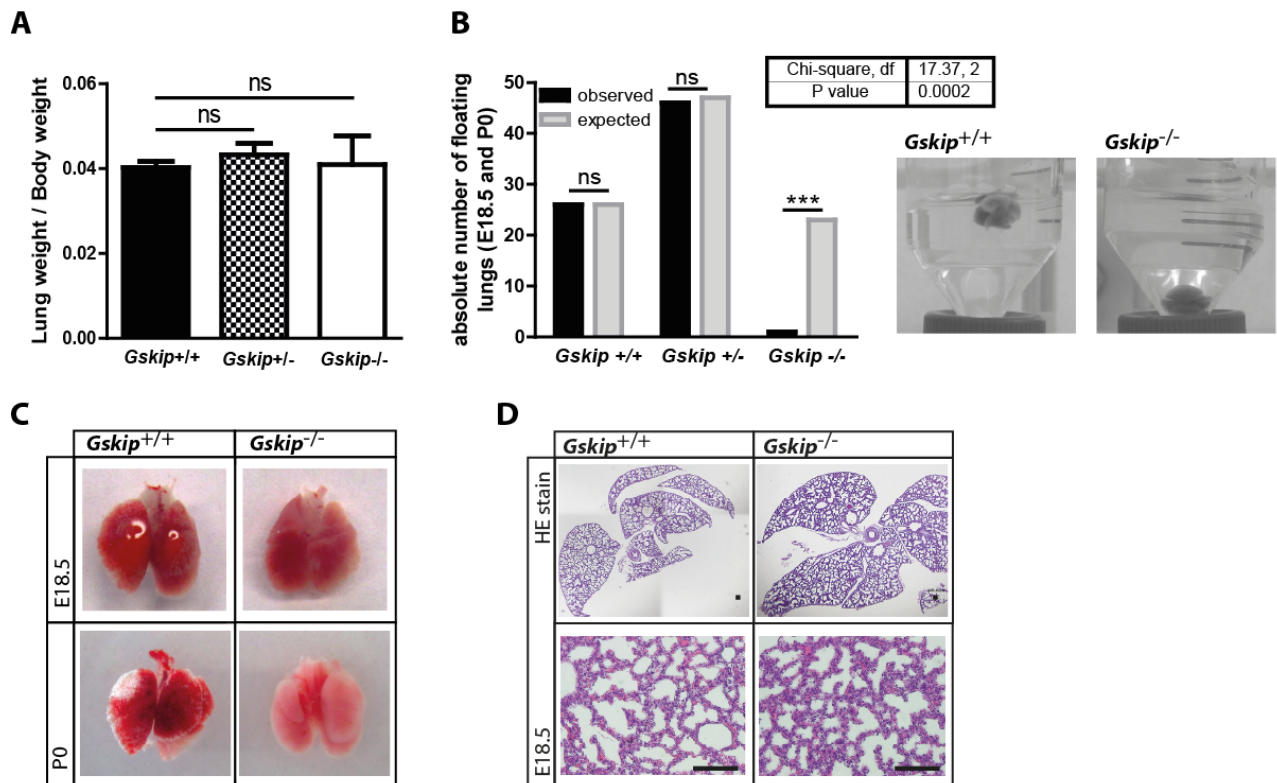 A
Lung weight / Body weight
0.06
0.04
0.02
0.00
ns
ns
Gskip+/+
Gskip+/-
Gskip-/-
B
absolute number of floating
lungs (E18.5 and P0)
50
40
30
20
10
0
observed
expected
ns
ns
***
Gskip +/+
Gskip +/-
Gskip -/-
Chi-square, df 17.37, 2
P value 0.0002
Gskip+/+
Gskip-/-
C
Gskip+/+
Gskip-/-
E18.5
P0
D
Gskip+/+
Gskip-/-
HE stain
E18.5